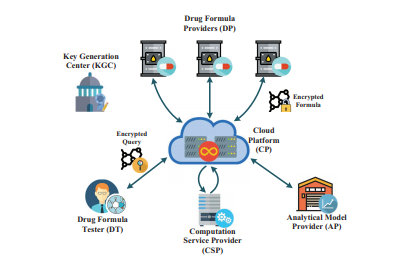 Drug Formula
Providers (DP)
Key Generation
Center (KGC)
Encrypted
Formula
Encrypted
Query
Cloud
Platform
(CP)
Drug Formula
Tester (DT)
Computation
Service Provider
(CSP)
Analytical Model
Provider (AP)